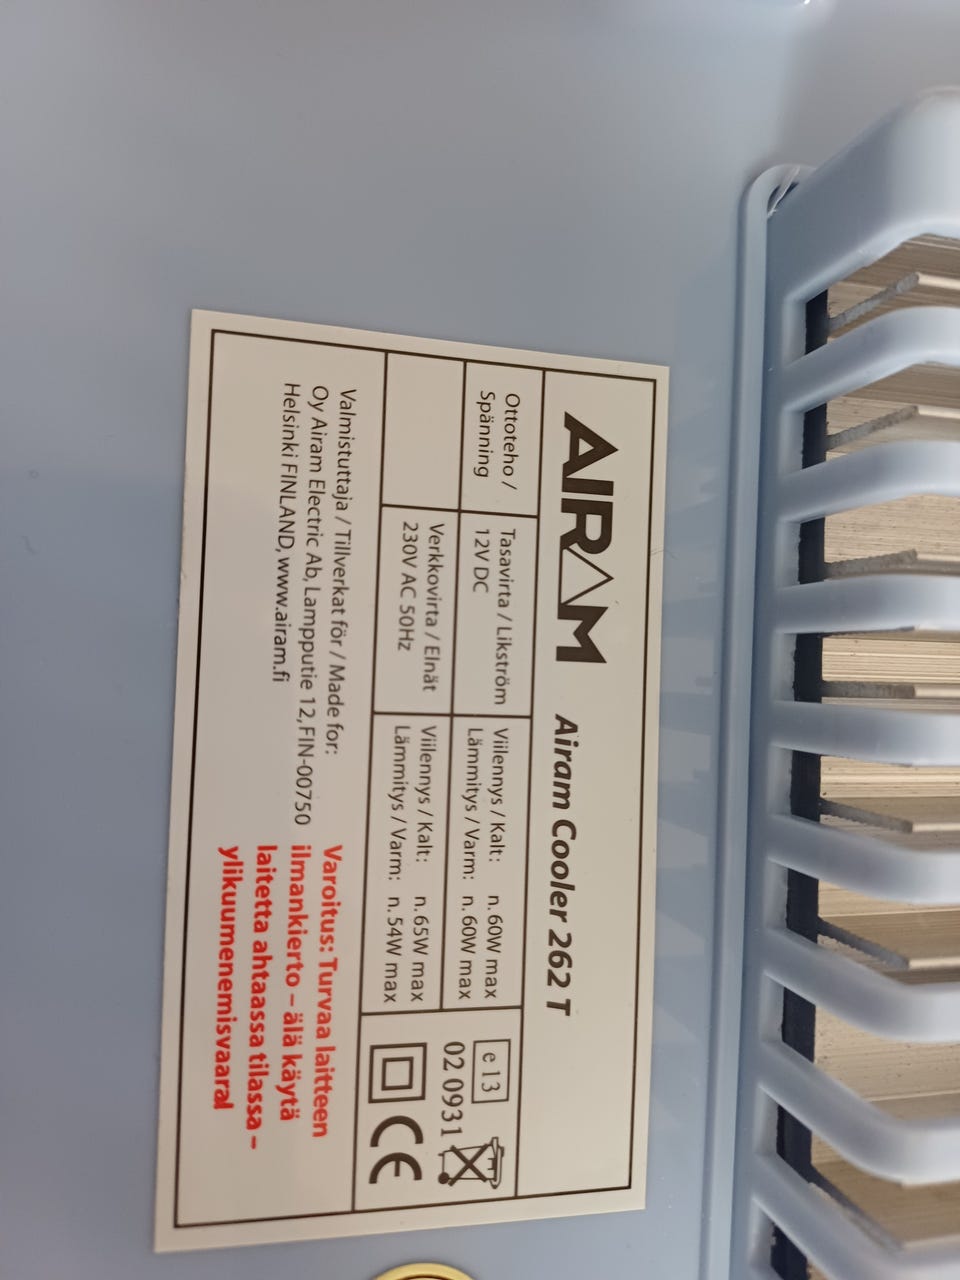 AIRAM Airam Cooler 262 T
Ottoteho /
Spänning
Tasavirta / Likström
12V DC
Viilennys / Kalt: n. 60W max
Lämmitys / Varm: n. 60W max
Verkkovirta / Elnät
230V AC 50Hz
Viilennys / Kalt: n. 65W max
Lämmitys / Varm: n. 54W max
e13
02 0931
CE
Valmistuttaja / Tillverkat för / Made for:
Oy Airam Electric Ab, Lampputie 12, FIN-00750
Helsinki FINLAND, www.airam.fi
Varoitus: Turvaa laitteen
ilmankierto – älä käytä
laitetta ahtaassa tilassa –
ylikuumenemisvaara!